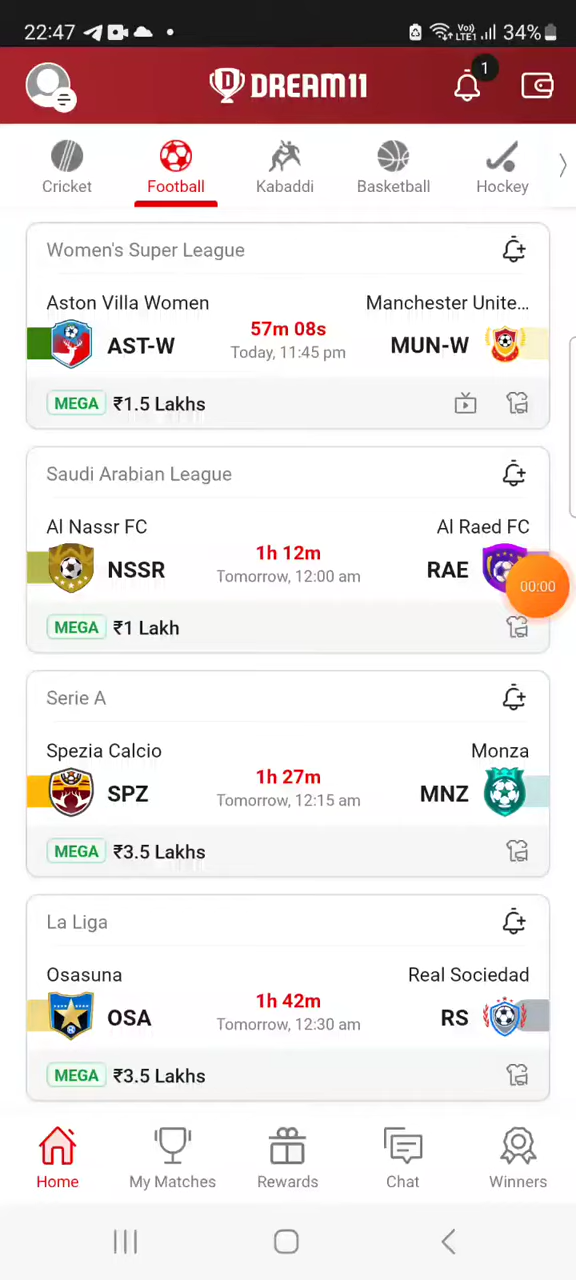 22:47 Vo)) LTE1 34%
1
DREAM11
Cricket Football Kabaddi Basketball Hockey
Women's Super League
Aston Villa Women Manchester Unite...
AST-W 57m 08s MUN-W
Today, 11:45 pm
MEGA ₹1.5 Lakhs
Saudi Arabian League
Al Nassr FC Al Raed FC
NSSR 1h 12m RAE
Tomorrow, 12:00 am
00:00
MEGA ₹1 Lakh
Serie A
Spezia Calcio Monza
SPZ 1h 27m MNZ
Tomorrow, 12:15 am
MEGA ₹3.5 Lakhs
La Liga
Osasuna Real Sociedad
OSA 1h 42m RS
Tomorrow, 12:30 am
MEGA ₹3.5 Lakhs
Home My Matches Rewards Chat Winners